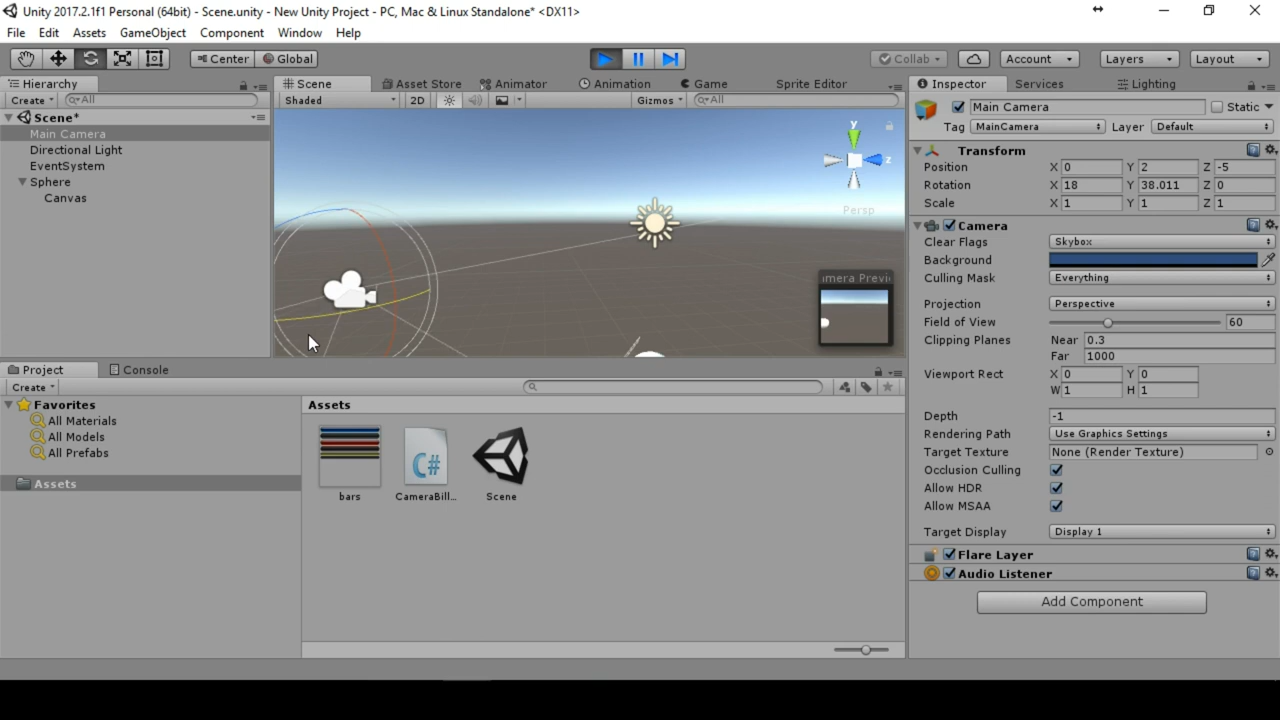 Unity 2017.2.1f1 Personal (64bit) - Scene.unity - New Unity Project - PC, Mac & Linux Standalone* <DX11>
File Edit Assets GameObject Component Window Help
Center Global Collab Account Layers Layout
Hierarchy Scene Asset Store Animator Animation Game Sprite Editor Inspector Services Lighting
Create All Shaded 2D Gizmos All Main Camera Static
Scene*
Tag MainCamera Layer Default
Main Camera
Directional Light
EventSystem
Sphere
Canvas
y
z
Persp
mera Previ
Transform
Position X 0 Y 2 Z -5
Rotation X 18 Y 38.011 Z 0
Scale X 1 Y 1 Z 1
Camera
Clear Flags Skybox
Background
Culling Mask Everything
Projection Perspective
Field of View 60
Clipping Planes Near 0.3
Far 1000
Viewport Rect X 0 Y 0
W 1 H 1
Depth -1
Rendering Path Use Graphics Settings
Target Texture None (Render Texture)
Occlusion Culling
Allow HDR
Allow MSAA
Target Display Display 1
Flare Layer
Audio Listener
Add Component
Project Console
Create
Favorites
All Materials
All Models
All Prefabs
Assets
Assets
C#
bars CameraBill... Scene